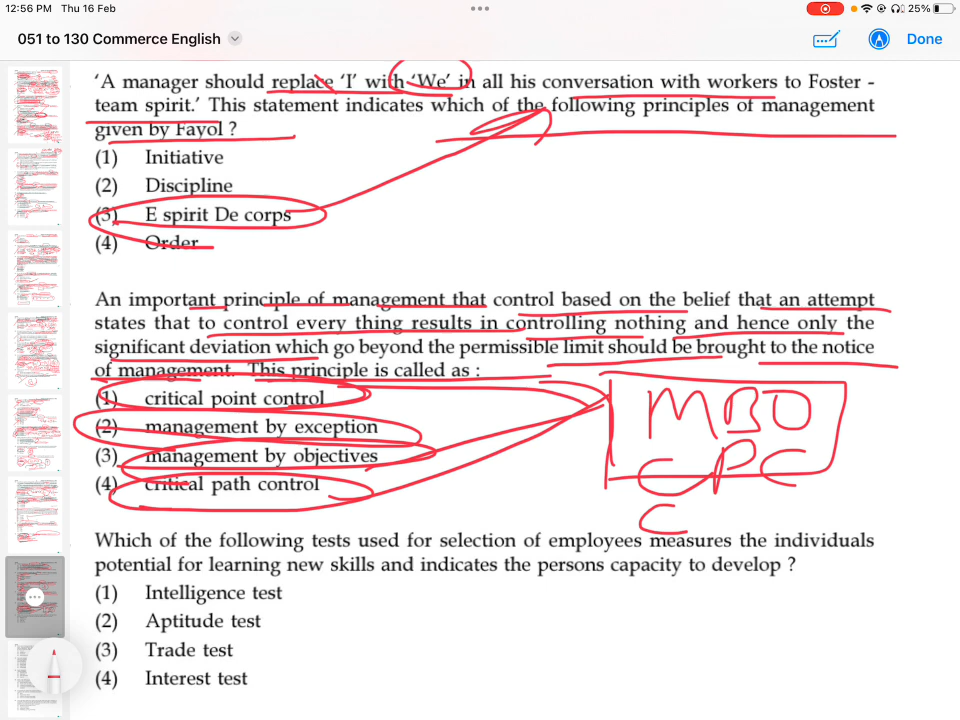 12:56 PM Thu 16 Feb
25%
051 to 130 Commerce English
Done
'A manager should replace 'I' with 'We' in all his conversation with workers to Foster -
team spirit.' This statement indicates which of the following principles of management
given by Fayol ?
(1) Initiative
(2) Discipline
(3) E spirit De corps
(4) Order
An important principle of management that control based on the belief that an attempt
states that to control every thing results in controlling nothing and hence only the
significant deviation which go beyond the permissible limit should be brought to the notice
of management. This principle is called as :
(1) critical point control
(2) management by exception
(3) management by objectives
(4) critical path control
MBO
CPC
C
Which of the following tests used for selection of employees measures the individuals
potential for learning new skills and indicates the persons capacity to develop ?
(1) Intelligence test
(2) Aptitude test
(3) Trade test
(4) Interest test